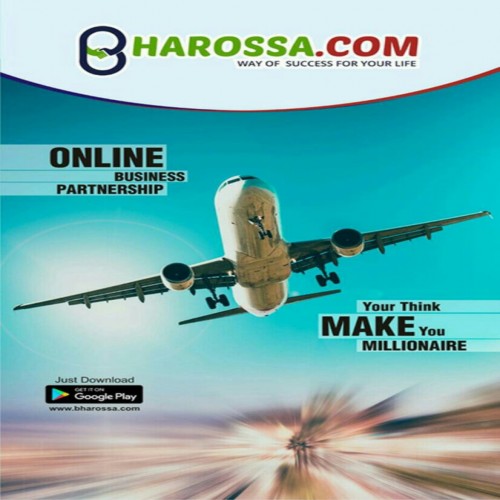 BHAROSSA.COM
WAY OF SUCCESS FOR YOUR LIFE
ONLINE
BUSINESS
PARTNERSHIP
Your Think
MAKE You
MILLIONAIRE
Just Download
GET IT ON
Google Play
www.bharossa.com